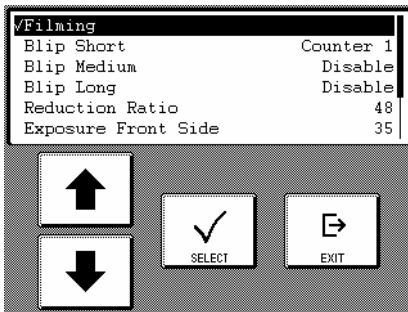 √Filming
Blip Short Counter 1
Blip Medium Disable
Blip Long Disable
Reduction Ratio 48
Exposure Front Side 35
SELECT
EXIT